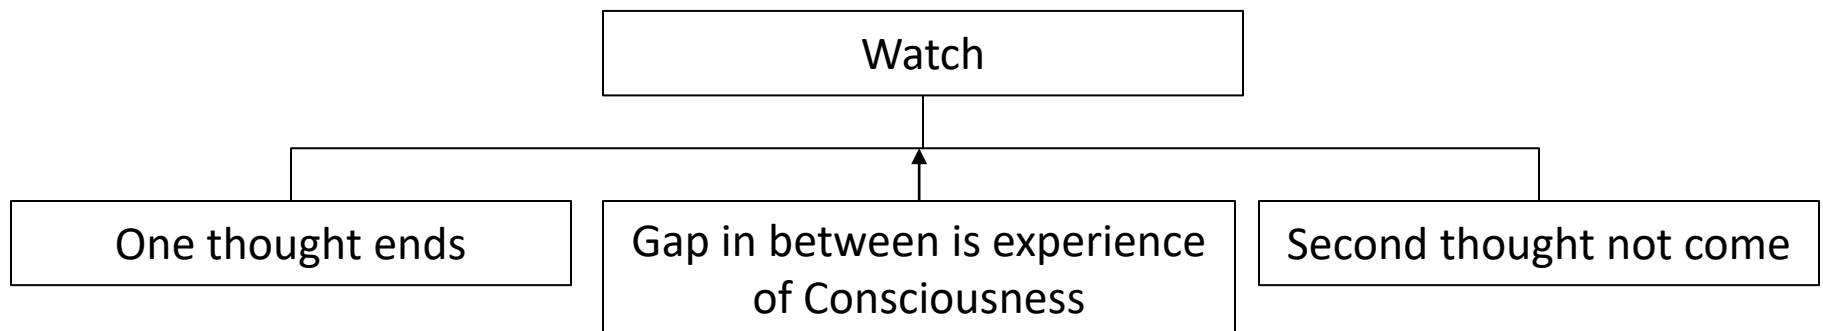 Watch
One thought ends
Gap in between is experience
of Consciousness
Second thought not come